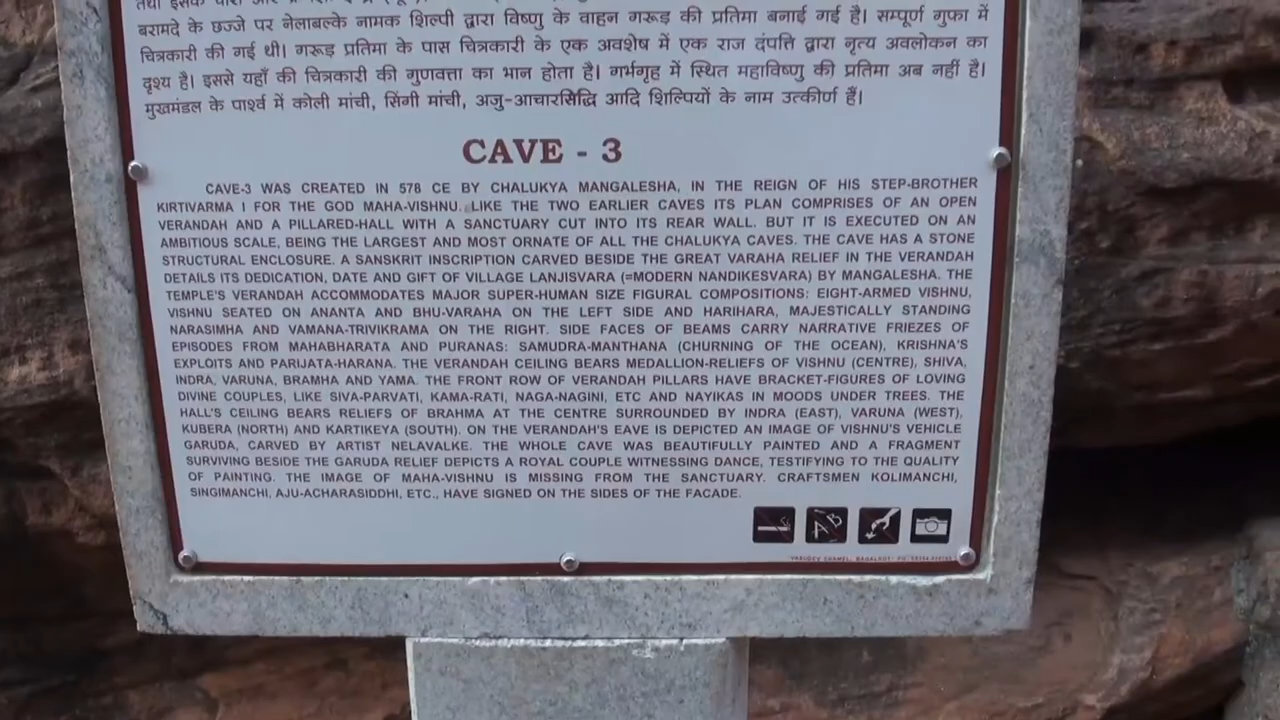 बरामदे के छज्जे पर नेलाबल्के नामक शिल्पी द्वारा विष्णु के वाहन गरूड़ की प्रतिमा बनाई गई है। सम्पूर्ण गुफा में
चित्रकारी की गई थी। गरूड़ प्रतिमा के पास चित्रकारी के एक अवशेष में एक राज दंपत्ति द्वारा नृत्य अवलोकन का
दृश्य है। इससे यहाँ की चित्रकारी की गुणवत्ता का भान होता है। गर्भगृह में स्थित महाविष्णु की प्रतिमा अब नहीं है।
मुखमंडल के पार्श्व में कोली मांची, सिंगी मांची, अजु-आचारसिद्धि आदि शिल्पियों के नाम उत्कीर्ण हैं।
CAVE - 3
CAVE-3 WAS CREATED IN 578 CE BY CHALUKYA MANGALESHA, IN THE REIGN OF HIS STEP-BROTHER
KIRTIVARMA I FOR THE GOD MAHA-VISHNU. LIKE THE TWO EARLIER CAVES ITS PLAN COMPRISES OF AN OPEN
VERANDAH AND A PILLARED-HALL WITH A SANCTUARY CUT INTO ITS REAR WALL. BUT IT IS EXECUTED ON AN
AMBITIOUS SCALE, BEING THE LARGEST AND MOST ORNATE OF ALL THE CHALUKYA CAVES. THE CAVE HAS A STONE
STRUCTURAL ENCLOSURE. A SANSKRIT INSCRIPTION CARVED BESIDE THE GREAT VARAHA RELIEF IN THE VERANDAH
DETAILS ITS DEDICATION, DATE AND GIFT OF VILLAGE LANJISVARA (=MODERN NANDIKESVARA) BY MANGALESHA. THE
TEMPLE'S VERANDAH ACCOMMODATES MAJOR SUPER-HUMAN SIZE FIGURAL COMPOSITIONS: EIGHT-ARMED VISHNU,
VISHNU SEATED ON ANANTA AND BHU-VARAHA ON THE LEFT SIDE AND HARIHARA, MAJESTICALLY STANDING
NARASIMHA AND VAMANA-TRIVIKRAMA ON THE RIGHT. SIDE FACES OF BEAMS CARRY NARRATIVE FRIEZES OF
EPISODES FROM MAHABHARATA AND PURANAS: SAMUDRA-MANTHANA (CHURNING OF THE OCEAN), KRISHNA'S
EXPLOITS AND PARIJATA-HARANA. THE VERANDAH CEILING BEARS MEDALLION-RELIEFS OF VISHNU (CENTRE), SHIVA,
INDRA, VARUNA, BRAMHA AND YAMA. THE FRONT ROW OF VERANDAH PILLARS HAVE BRACKET-FIGURES OF LOVING
DIVINE COUPLES, LIKE SIVA-PARVATI, KAMA-RATI, NAGA-NAGINI, ETC AND NAYIKAS IN MOODS UNDER TREES. THE
HALL'S CEILING BEARS RELIEFS OF BRAHMA AT THE CENTRE SURROUNDED BY INDRA (EAST), VARUNA (WEST),
KUBERA (NORTH) AND KARTIKEYA (SOUTH). ON THE VERANDAH'S EAVE IS DEPICTED AN IMAGE OF VISHNU'S VEHICLE
GARUDA, CARVED BY ARTIST NELAVALKE. THE WHOLE CAVE WAS BEAUTIFULLY PAINTED AND A FRAGMENT
SURVIVING BESIDE THE GARUDA RELIEF DEPICTS A ROYAL COUPLE WITNESSING DANCE, TESTIFYING TO THE QUALITY
OF PAINTING. THE IMAGE OF MAHA-VISHNU IS MISSING FROM THE SANCTUARY. CRAFTSMEN KOLIMANCHI,
SINGIMANCHI, AJU-ACHARASIDDHI, ETC., HAVE SIGNED ON THE SIDES OF THE FACADE.
A B